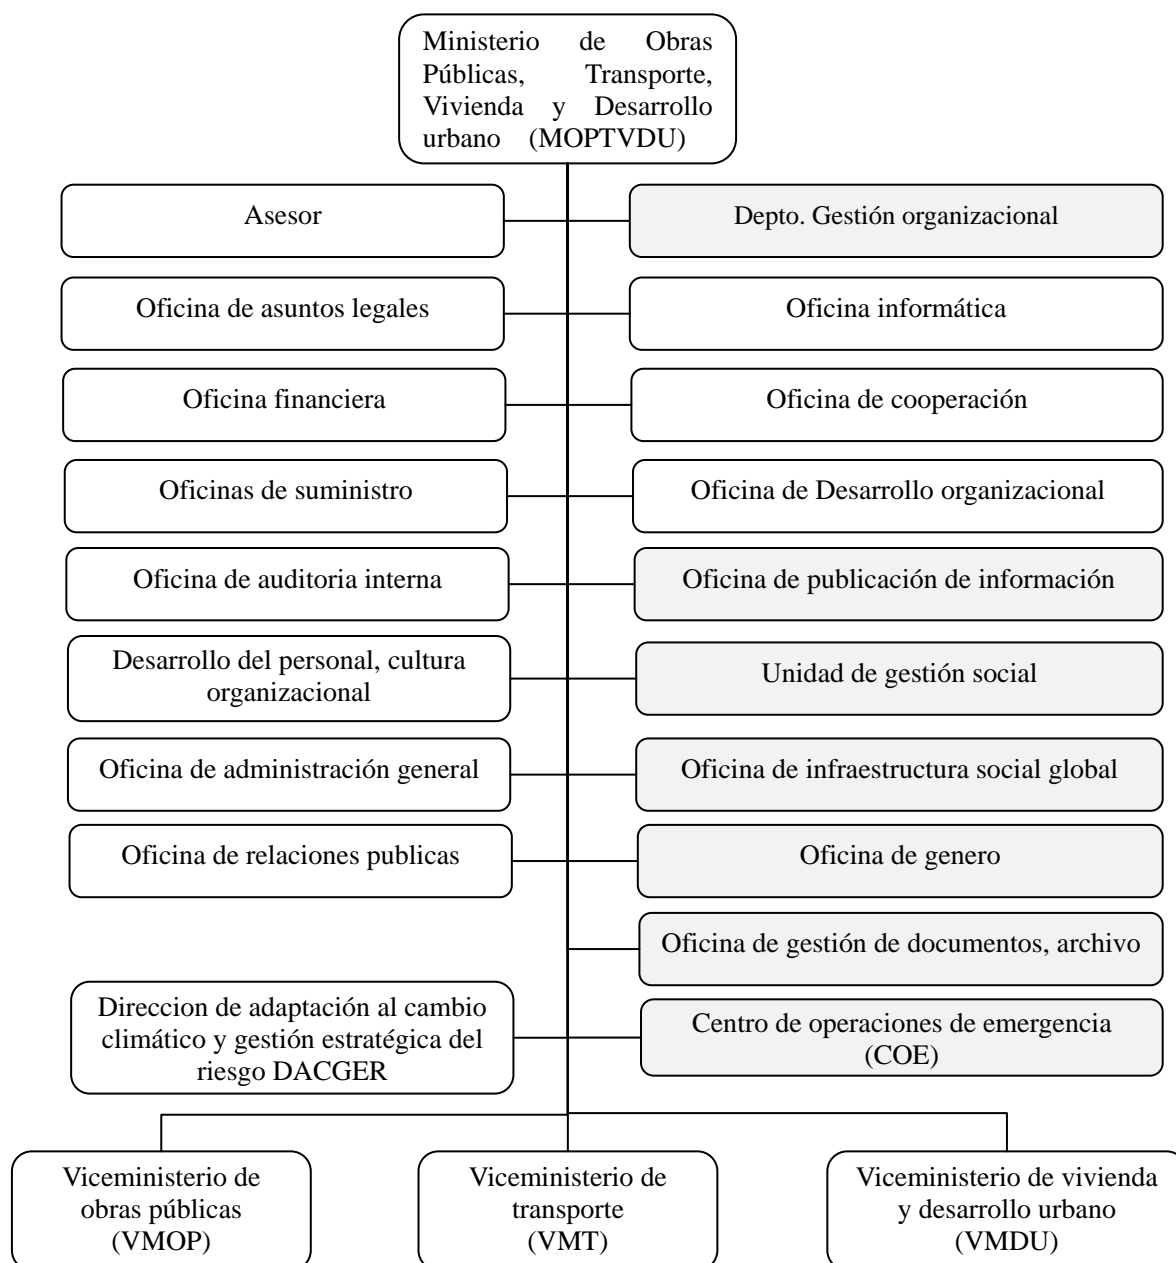 Ministerio de Obras
Públicas, Transporte,
Vivienda y Desarrollo
urbano (MOPTVDU)
Asesor
Depto. Gestión organizacional
Oficina de asuntos legales
Oficina informática
Oficina financiera
Oficina de cooperación
Oficinas de suministro
Oficina de Desarrollo organizacional
Oficina de auditoria interna
Oficina de publicación de información
Desarrollo del personal, cultura
organizacional
Unidad de gestión social
Oficina de administración general
Oficina de infraestructura social global
Oficina de relaciones publicas
Oficina de genero
Oficina de gestión de documentos, archivo
Direccion de adaptación al cambio
climático y gestión estratégica del
riesgo DACGER
Centro de operaciones de emergencia
(COE)
Viceministerio de
obras públicas
(VMOP)
Viceministerio de
transporte
(VMT)
Viceministerio de vivienda
y desarrollo urbano
(VMDU)